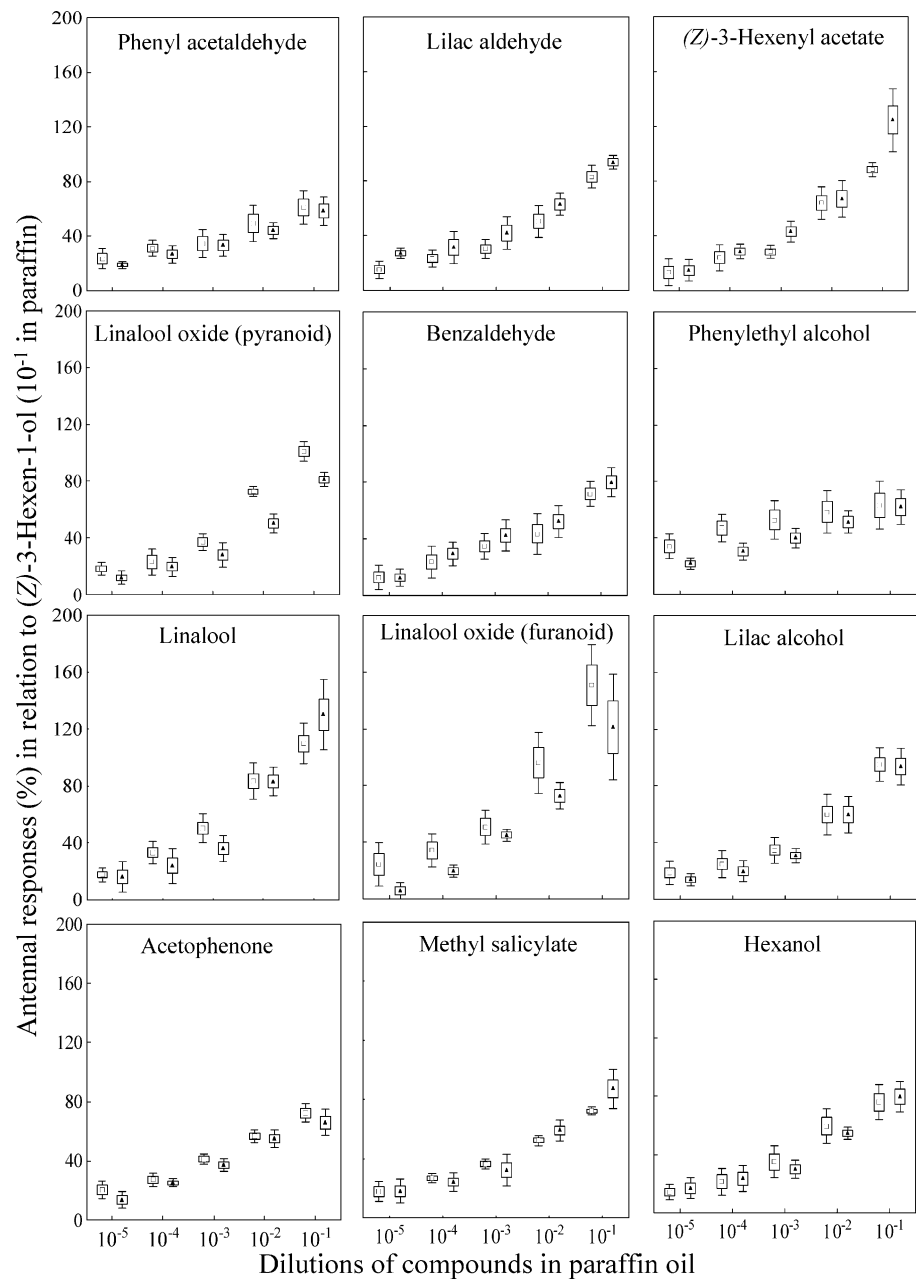 Antennal responses (%) in relation to (Z)-3-Hexen-1-ol (10⁻¹ in paraffin)
200
160
120
80
40
0
Phenyl acetaldehyde
Lilac aldehyde
(Z)-3-Hexenyl acetate
200
160
120
80
40
0
Linalool oxide (pyranoid)
Benzaldehyde
Phenylethyl alcohol
200
160
120
80
40
0
Linalool
Linalool oxide (furanoid)
Lilac alcohol
200
160
120
80
40
0
Acetophenone
Methyl salicylate
Hexanol
10⁻⁵ 10⁻⁴ 10⁻³ 10⁻² 10⁻¹
10⁻⁵ 10⁻⁴ 10⁻³ 10⁻² 10⁻¹
10⁻⁵ 10⁻⁴ 10⁻³ 10⁻² 10⁻¹
Dilutions of compounds in paraffin oil